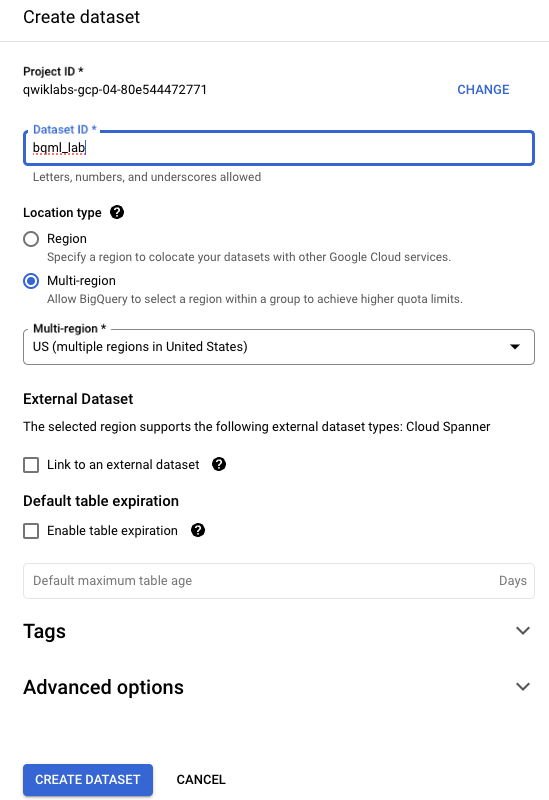 Create dataset
Project ID *
qwiklabs-gcp-04-80e544472771
CHANGE
Dataset ID *
bqml_lab
Letters, numbers, and underscores allowed
Location type ?
Region
Specify a region to colocate your datasets with other Google Cloud services.
Multi-region
Allow BigQuery to select a region within a group to achieve higher quota limits.
Multi-region *
US (multiple regions in United States)
External Dataset
The selected region supports the following external dataset types: Cloud Spanner
Link to an external dataset ?
Default table expiration
Enable table expiration ?
Default maximum table age Days
Tags
Advanced options
CREATE DATASET CANCEL